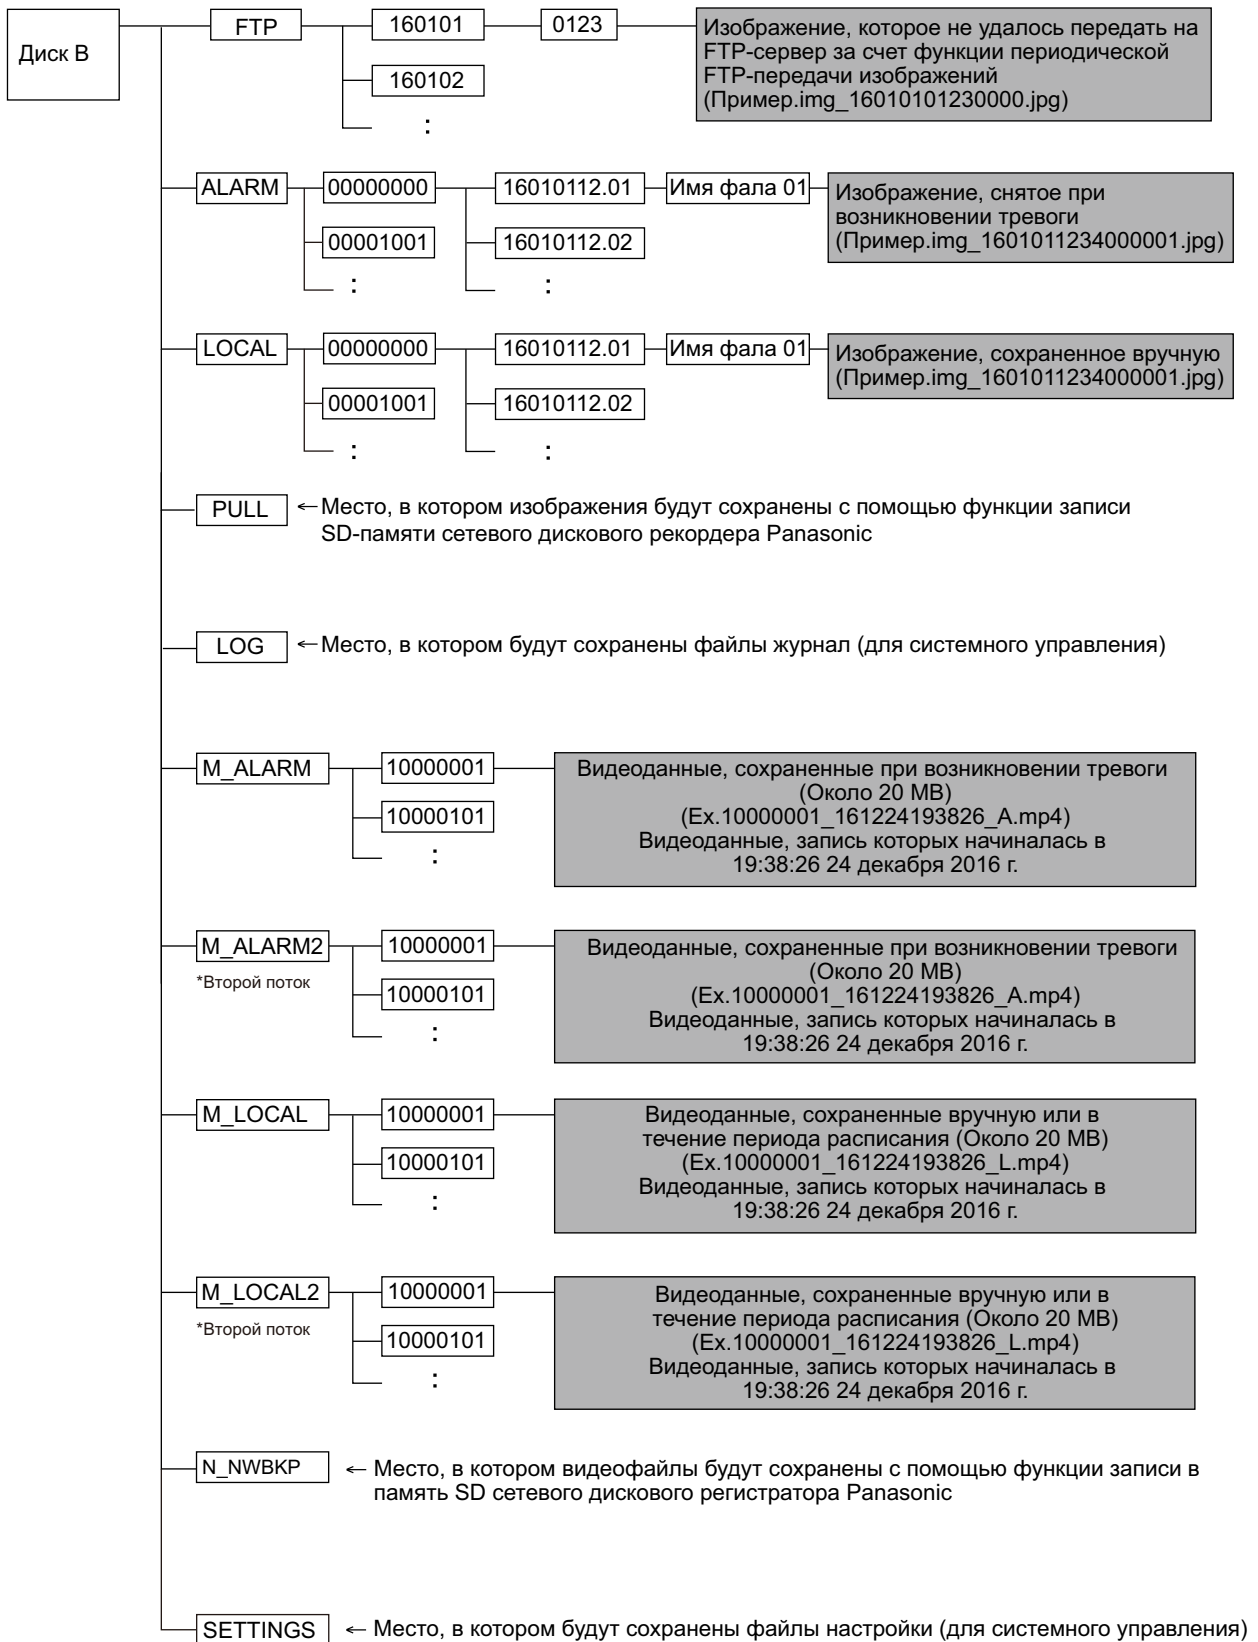 Диск B
FTP
160101
0123
Изображение, которое не удалось передать на
FTP-сервер за счет функции периодической
FTP-передачи изображений
(Пример.img_16010101230000.jpg)
160102
:
ALARM
00000000
16010112.01
Имя фала 01
Изображение, снятое при
возникновении тревоги
(Пример.img_1601011234000001.jpg)
00001001
16010112.02
:
:
LOCAL
00000000
16010112.01
Имя фала 01
Изображение, сохраненное вручную
(Пример.img_1601011234000001.jpg)
00001001
16010112.02
:
:
PULL
← Место, в котором изображения будут сохранены с помощью функции записи
SD-памяти сетевого дискового рекордера Panasonic
LOG
← Место, в котором будут сохранены файлы журнал (для системного управления)
M_ALARM
10000001
Видеоданные, сохраненные при возникновении тревоги
(Около 20 MB)
(Ex.10000001_161224193826_A.mp4)
Видеоданные, запись которых начиналась в
19:38:26 24 декабря 2016 г.
10000101
:
M_ALARM2
*Второй поток
10000001
Видеоданные, сохраненные при возникновении тревоги
(Около 20 MB)
(Ex.10000001_161224193826_A.mp4)
Видеоданные, запись которых начиналась в
19:38:26 24 декабря 2016 г.
10000101
:
M_LOCAL
10000001
Видеоданные, сохраненные вручную или в
течение периода расписания (Около 20 MB)
(Ex.10000001_161224193826_L.mp4)
Видеоданные, запись которых начиналась в
19:38:26 24 декабря 2016 г.
10000101
:
M_LOCAL2
*Второй поток
10000001
Видеоданные, сохраненные вручную или в
течение периода расписания (Около 20 MB)
(Ex.10000001_161224193826_L.mp4)
Видеоданные, запись которых начиналась в
19:38:26 24 декабря 2016 г.
10000101
:
N_NWBKP
← Место, в котором видеофайлы будут сохранены с помощью функции записи в
память SD сетевого дискового регистратора Panasonic
SETTINGS
← Место, в котором будут сохранены файлы настройки (для системного управления)